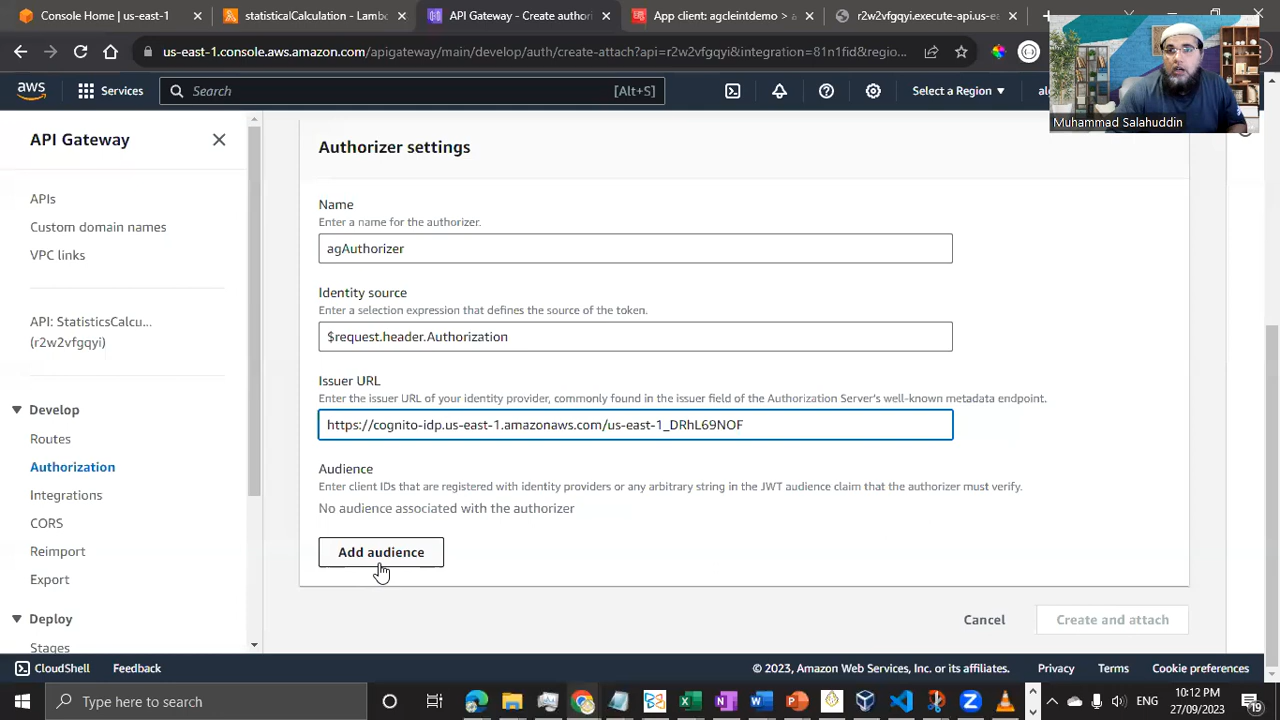 Amazon ECS | us-east-1
statisticalCalculation - Lamb
API Gateway - Create authori
App client: agclientdemo - >
r2w2vfgqyi.execute-api.us-ea
us-east-1.console.aws.amazon.com/apigateway/main/develop/auth/create-attach?api=r2w2vfgqyi&integration=81n1fid&regio...
aws
Services
Search
[Alt+S]
Select a Region
Muhammad Salahuddin
API Gateway
APIs
Custom domain names
VPC links
API: StatisticsCalcu...
(r2w2vfgqyi)
Develop
Routes
Authorization
Integrations
CORS
Reimport
Export
Deploy
Stages
Authorizer settings
Name
Enter a name for the authorizer.
agAuthorizer
Identity source
Enter a selection expression that defines the source of the token.
$request.header.Authorization
Issuer URL
Enter the issuer URL of your identity provider, commonly found in the issuer field of the Authorization Server's well-known metadata endpoint.
https://cognito-idp.us-east-1.amazonaws.com/us-east-1_DRhL69NOF
Audience
Enter client IDs that are registered with identity providers or any arbitrary string in the JWT audience claim that the authorizer must verify.
No audience associated with the authorizer
Add audience
Cancel
Create and attach
CloudShell
Feedback
© 2023, Amazon Web Services, Inc. or its affiliates.
Privacy
Terms
Cookie preferences
Type here to search
ENG
10:12 PM
27/09/2023
19